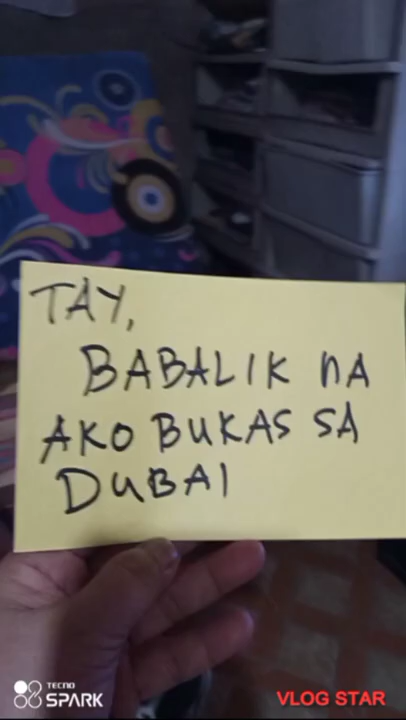 TAY,
BABALIK NA
AKO BUKAS SA
DUBAI
TECNO
SPARK
VLOG STAR